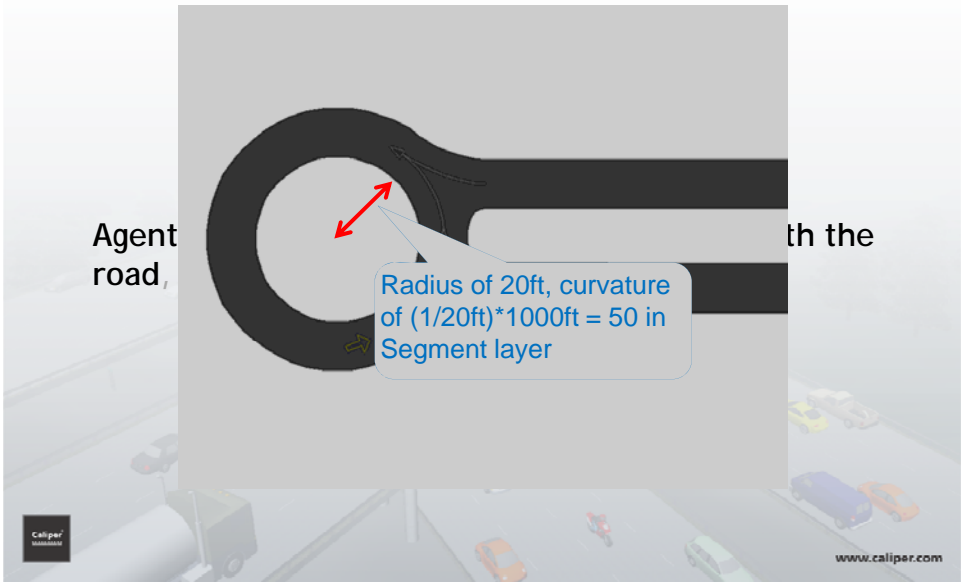 Agent th the
road,
Radius of 20ft, curvature
of (1/20ft)*1000ft = 50 in
Segment layer
Caliper
www.caliper.com